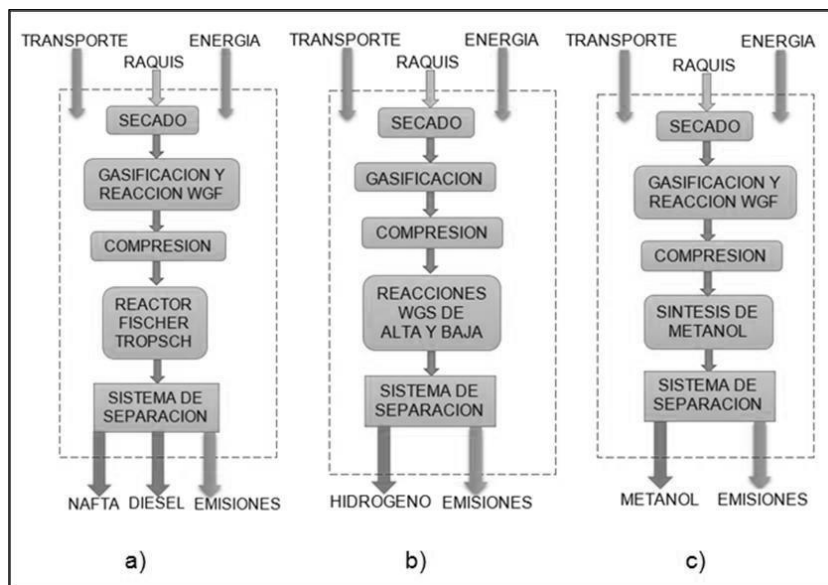 TRANSPORTE
ENERGIA
RAQUIS
SECADO
GASIFICACION Y
REACCION WGF
COMPRESION
REACTOR
FISCHER
TROPSCH
SISTEMA DE
SEPARACION
NAFTA
DIESEL
EMISIONES
a)
TRANSPORTE
ENERGÍA
RAQUIS
SECADO
GASIFICACION
COMPRESION
REACCIONES
WGS DE
ALTA Y BAJA
SISTEMA DE
SEPARACION
HIDROGENO
EMISIONES
b)
TRANSPORTE
ENERGÍA
RAQUIS
SECADO
GASIFICACION Y
REACCION WGF
COMPRESION
SINTESIS DE
METANOL
SISTEMA DE
SEPARACION
METANOL
EMISIONES
c)